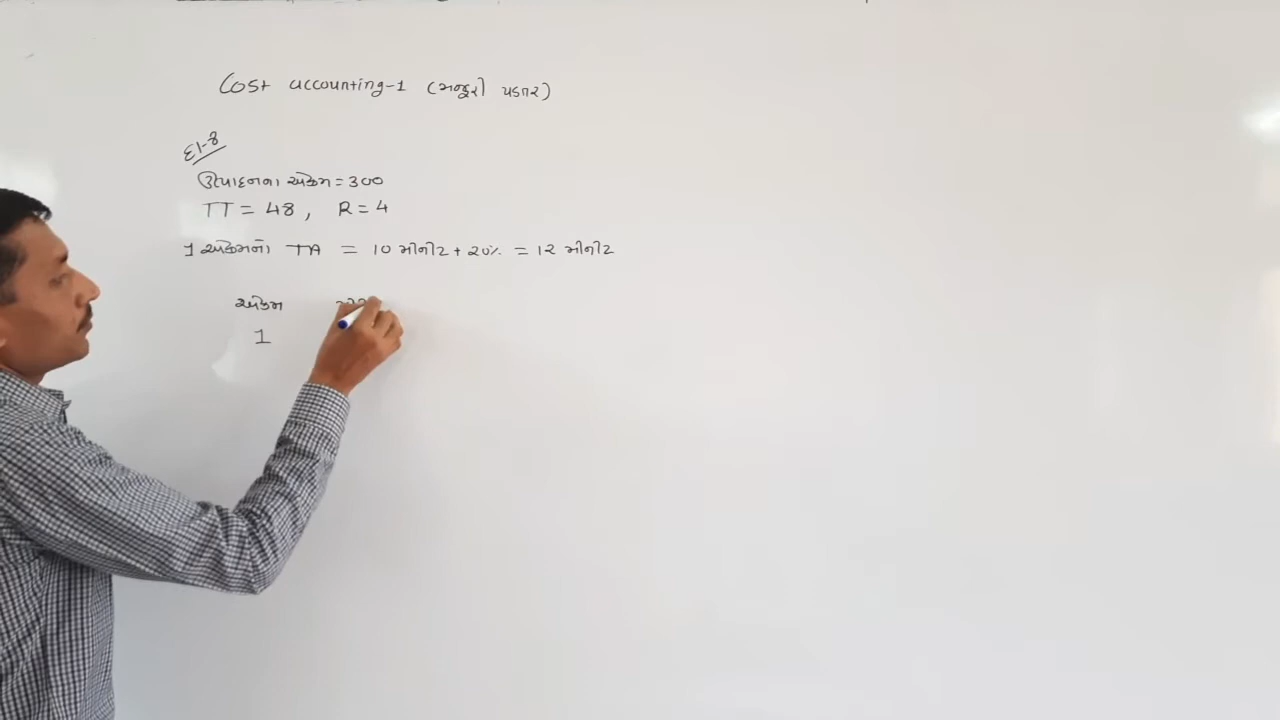 Cost accounting-1 (મજૂરી પડતર)
દા-8
ઉત્પાદનના એકમ = 300
TT = 48, R = 4
1 એકમનો TA = 10 મીનીટ + 20% = 12 મીનીટ
એકમ
1